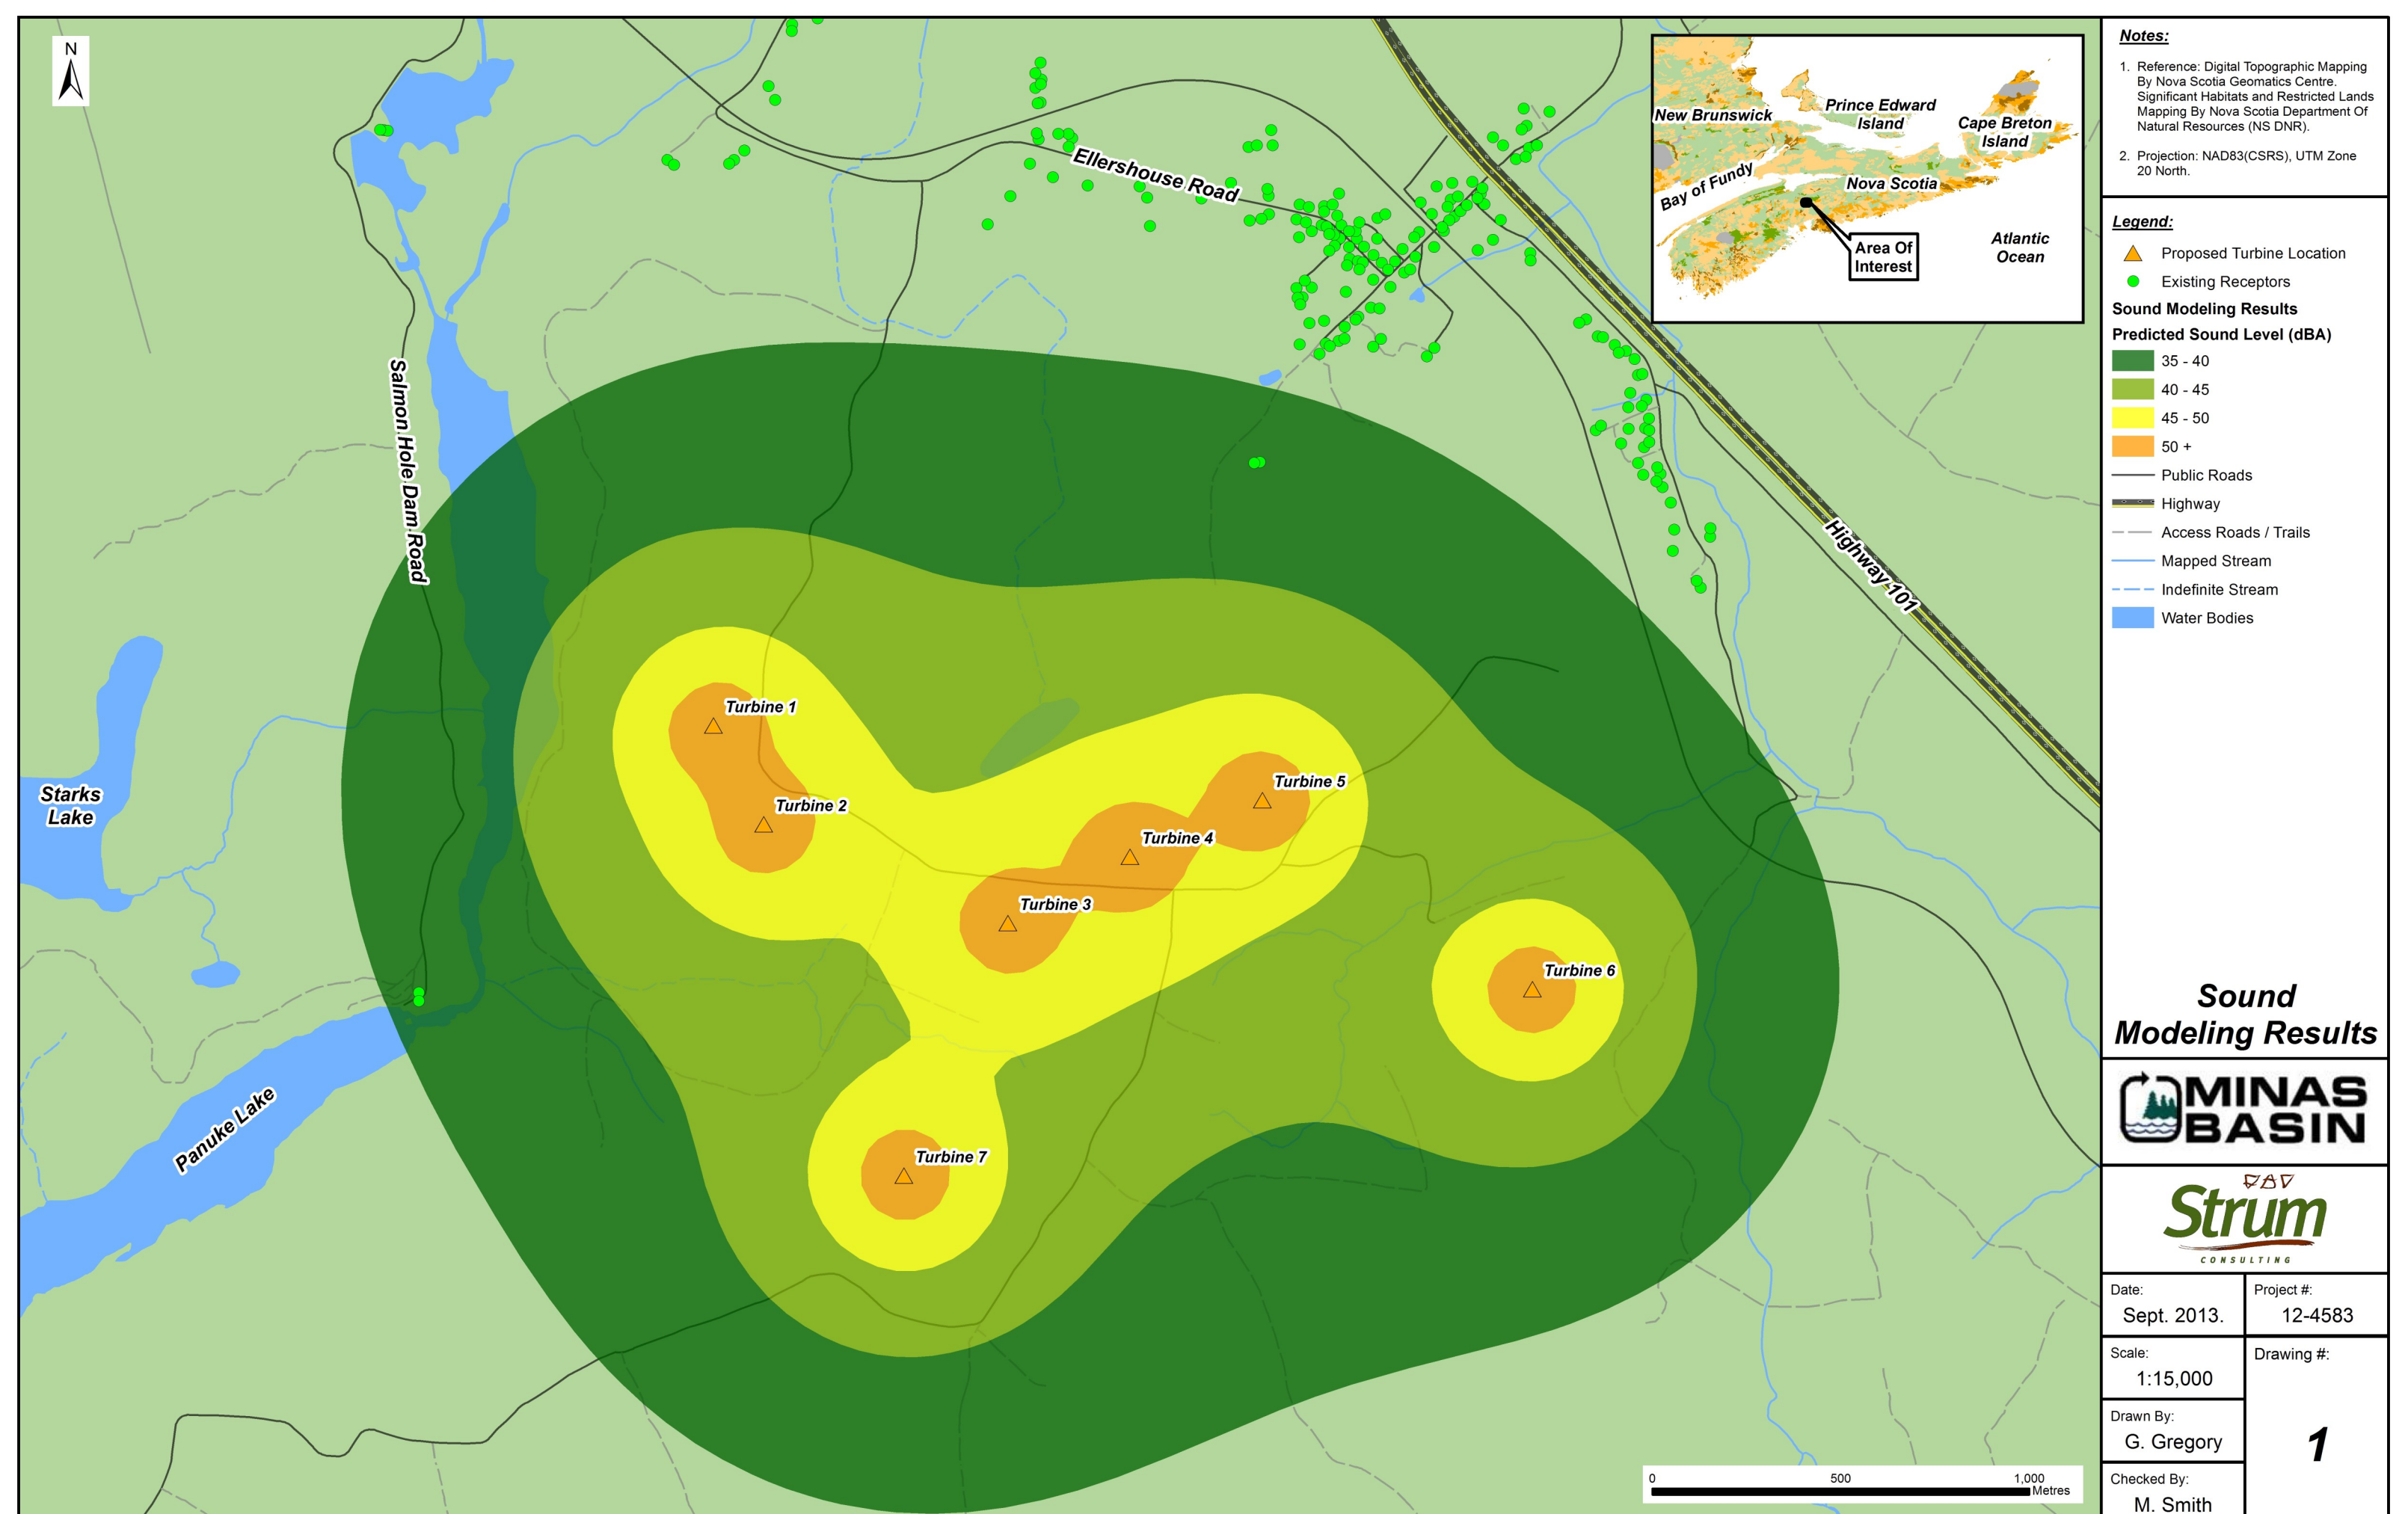 N
Ellershouse Road
Salmon Hole Dam Road
Highway 101
Starks
Lake
Panuke Lake
Turbine 1
Turbine 2
Turbine 3
Turbine 4
Turbine 5
Turbine 6
Turbine 7
New Brunswick
Prince Edward
Island
Cape Breton
Island
Bay of Fundy
Nova Scotia
Area Of
Interest
Atlantic
Ocean
0 500 1,000
Metres
Notes:
1. Reference: Digital Topographic Mapping
By Nova Scotia Geomatics Centre.
Significant Habitats and Restricted Lands
Mapping By Nova Scotia Department Of
Natural Resources (NS DNR).
2. Projection: NAD83(CSRS), UTM Zone
20 North.
Legend:
Proposed Turbine Location
Existing Receptors
Sound Modeling Results
Predicted Sound Level (dBA)
35 - 40
40 - 45
45 - 50
50 +
Public Roads
Highway
Access Roads / Trails
Mapped Stream
Indefinite Stream
Water Bodies
Sound
Modeling Results
MINAS
BASIN
Strum
CONSULTING
Date:
Sept. 2013.
Project #:
12-4583
Scale:
1:15,000
Drawing #:
1
Drawn By:
G. Gregory
Checked By:
M. Smith